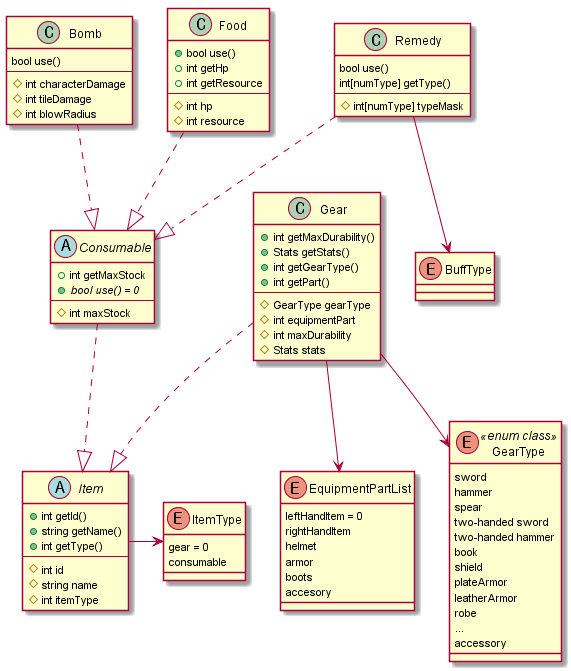 C Bomb
bool use()
int characterDamage
int tileDamage
int blowRadius
C Food
bool use()
int getHp
int getResource
int hp
int resource
C Remedy
bool use()
int[numType] getType()
int[numType] typeMask
A Consumable
int getMaxStock
bool use() = 0
int maxStock
C Gear
int getMaxDurability()
Stats getStats()
int getGearType()
int getPart()
GearType gearType
int equipmentPart
int maxDurability
Stats stats
E BuffType
A Item
int getId()
string getName()
int getType()
int id
string name
int itemType
E ItemType
gear = 0
consumable
E EquipmentPartList
leftHandItem = 0
rightHandItem
helmet
armor
boots
accesory
E «enum class»
GearType
sword
hammer
spear
two-handed sword
two-handed hammer
book
shield
plateArmor
leatherArmor
robe
...
accessory